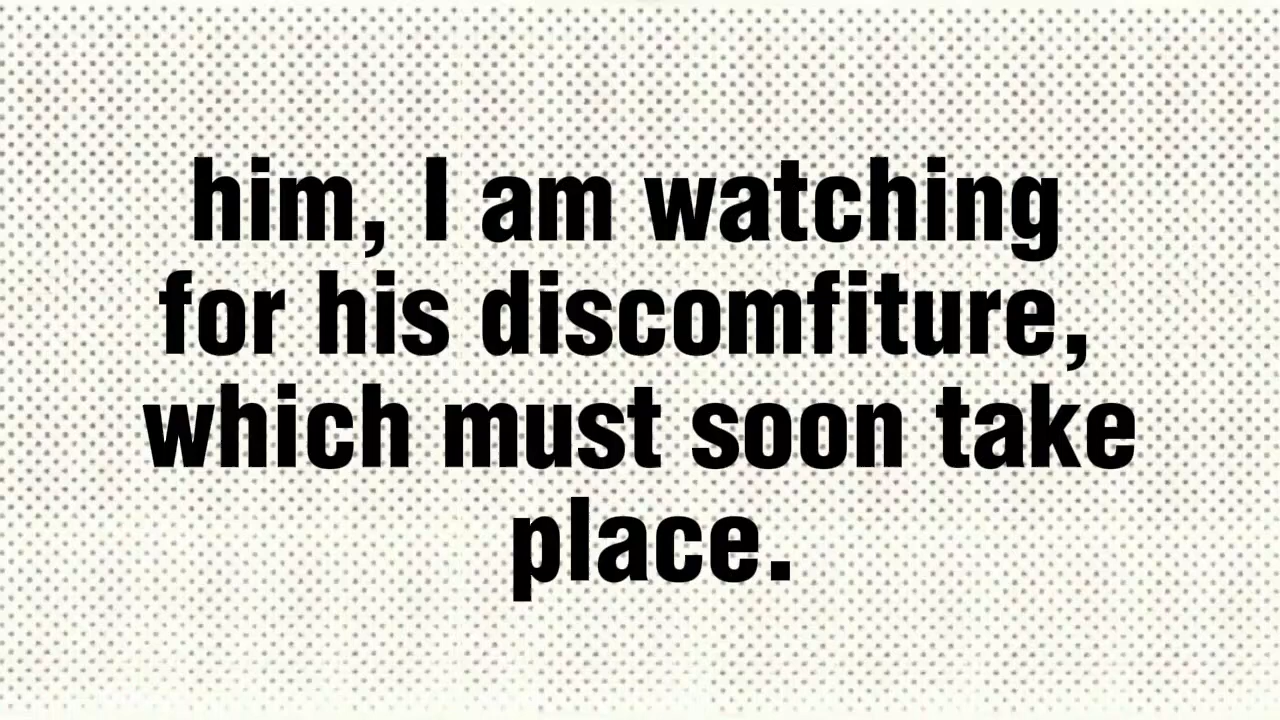 him, I am watching
for his discomfiture,
which must soon take
place.